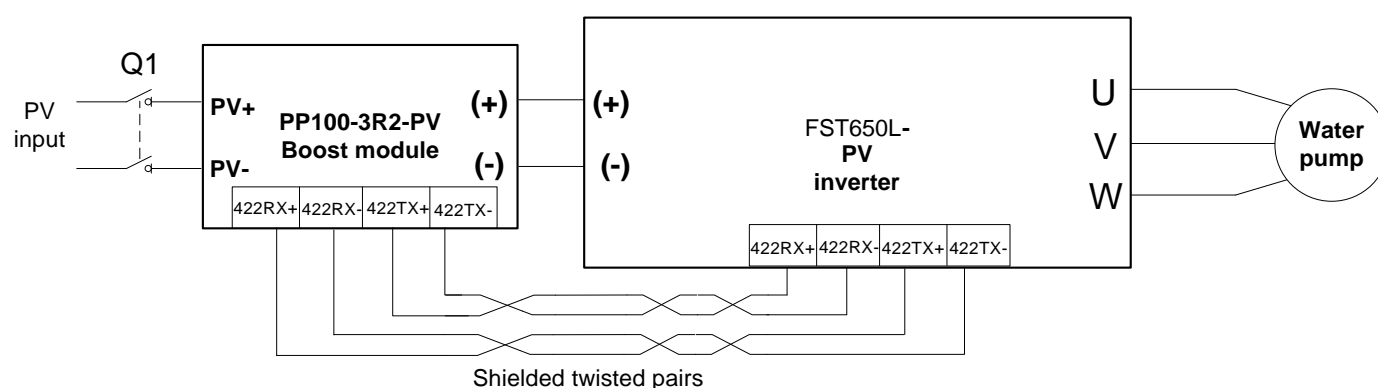 Q1
PV
input
PV+
PV-
PP100-3R2-PV
Boost module
(+)
(-)
422RX+ 422RX- 422TX+ 422TX-
(+)
(-)
FST650L-
PV
inverter
U
V
W
422RX+ 422RX- 422TX+ 422TX-
Water
pump
Shielded twisted pairs